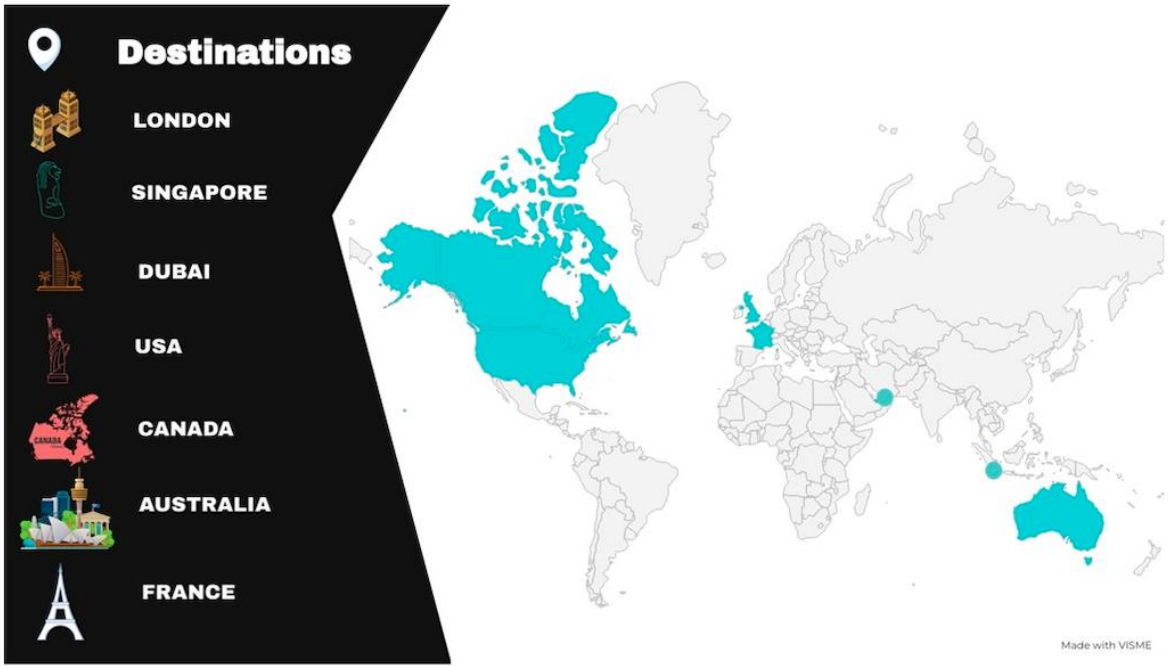 Destinations
LONDON
SINGAPORE
DUBAI
USA
CANADA
CANADA
AUSTRALIA
FRANCE
Made with VISME